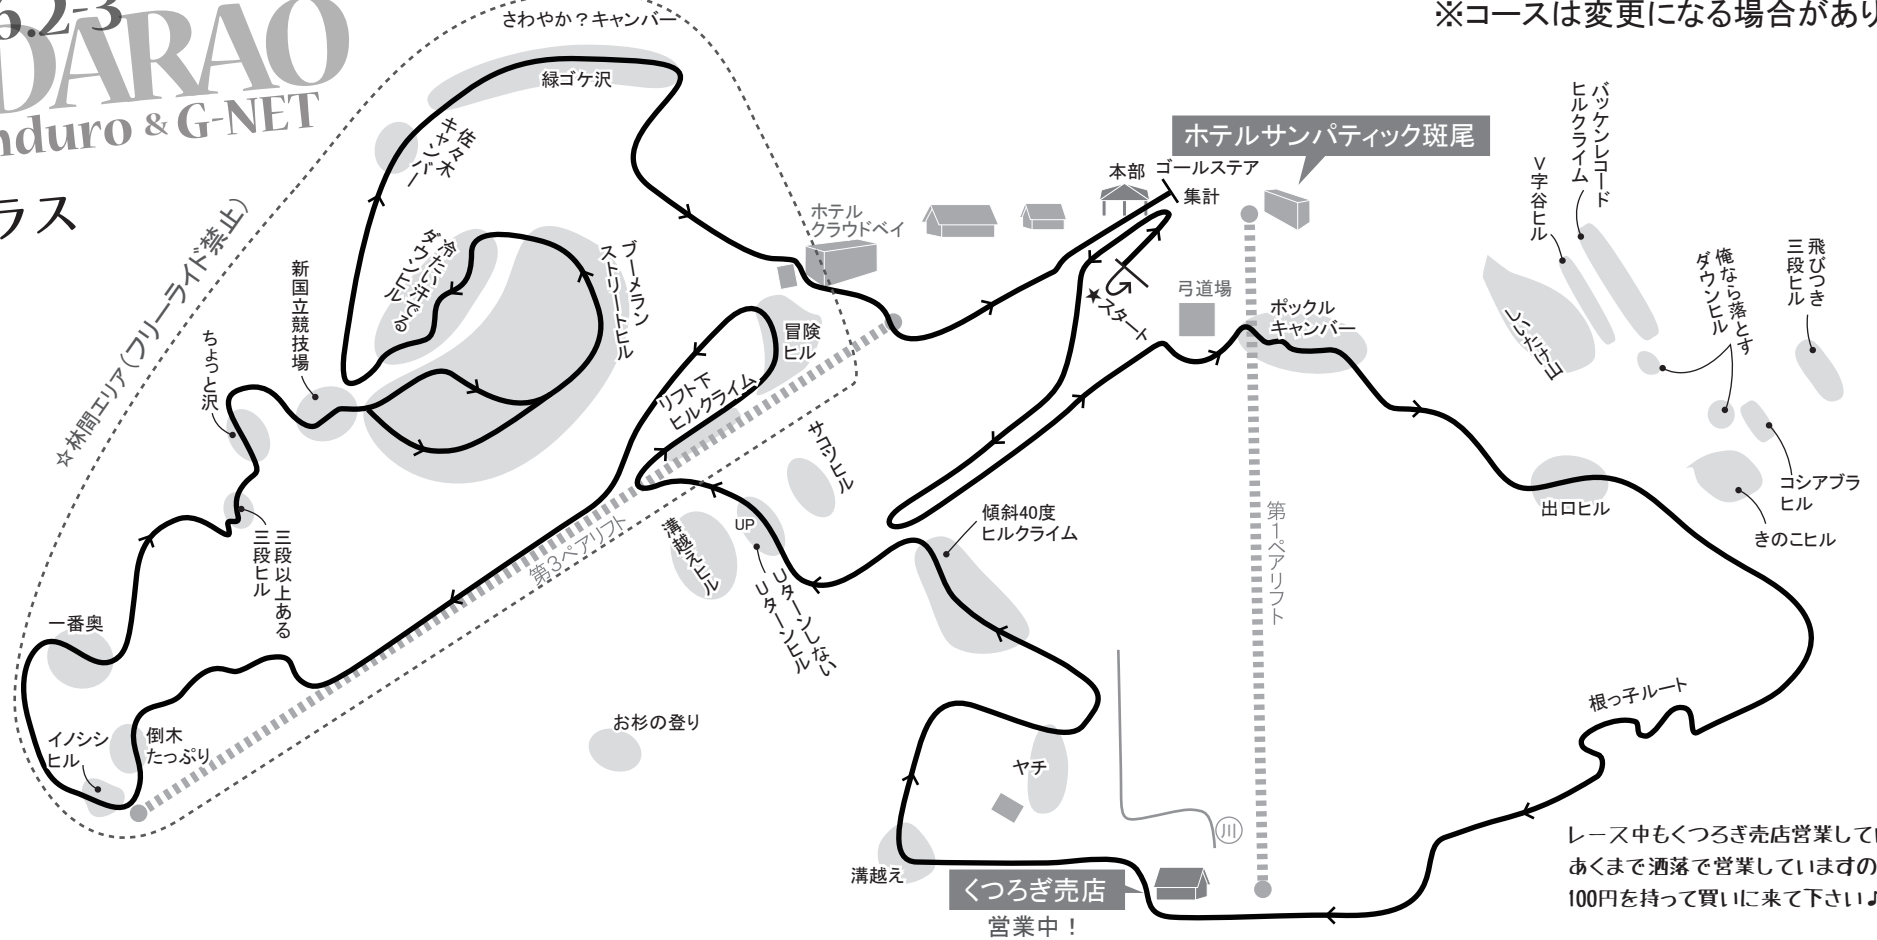 6.2-3
DARAO
nduro & G-NET
ラス
※コースは変更になる場合があり
さわやか？キャンバー
緑ゴケ沢
佐々木
キャンバー
☆林間エリア（フリーライド禁止）
冷たい汗でる
ダウンヒル
ブーメラン
ストリートヒル
新国立競技場
ちょっと沢
三段以上ある
三段ヒル
一番奥
イノシシ
ヒル
倒木
たっぷり
ホテル
クラウドベイ
冒険
ヒル
リフト下
ヒルクライム
第3ペアリフト
サコツヒル
溝越えヒル
UP
Uターンしない
Uターンヒル
お杉の登り
本部
ゴールステア
集計
ホテルサンパティック斑尾
★スタート
弓道場
ポックル
キャンバー
第1ペアリフト
傾斜40度
ヒルクライム
ヤチ
溝越え
川
くつろぎ売店
営業中！
バッケンレコード
ヒルクライム
V字谷ヒル
しいたけ山
俺なら落とす
ダウンヒル
飛びつき
三段ヒル
コシアブラ
ヒル
きのこヒル
出口ヒル
根っ子ルート
レース中もくつろぎ売店営業して
あくまで洒落で営業していますの
100円を持って買いに来て下さい♪